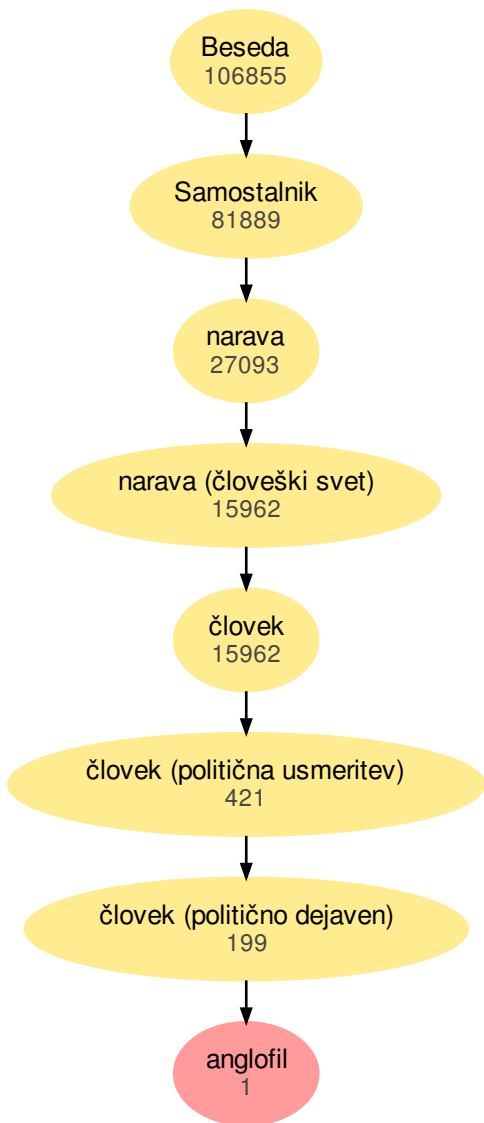 Beseda
106855
Samostalnik
81889
narava
27093
narava (človeški svet)
15962
človek
15962
človek (politična usmeritev)
421
človek (politično dejaven)
199
anglofil
1